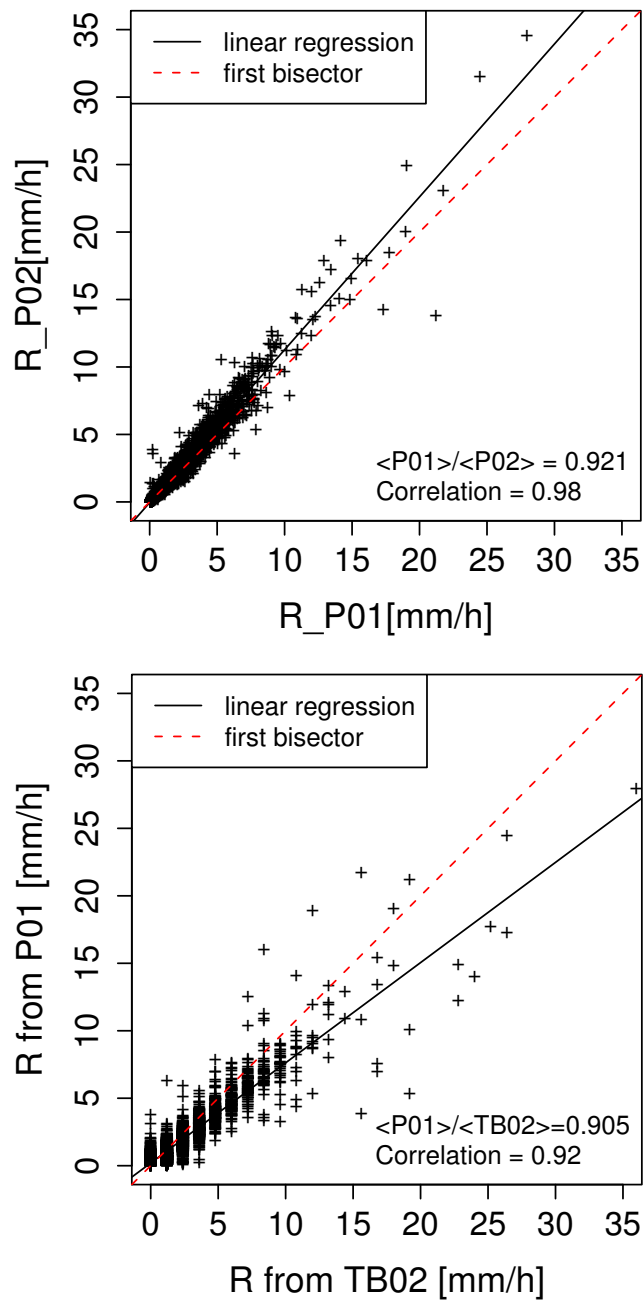 linear regression
first bisector
35
30
25
20
15
10
5
0
R_P02[mm/h]
<P01>/<P02> = 0.921
Correlation = 0.98
0 5 10 15 20 25 30 35
R_P01[mm/h]
linear regression
first bisector
35
30
25
20
15
10
5
0
R from P01 [mm/h]
<P01>/<TB02>=0.905
Correlation = 0.92
0 5 10 15 20 25 30 35
R from TB02 [mm/h]